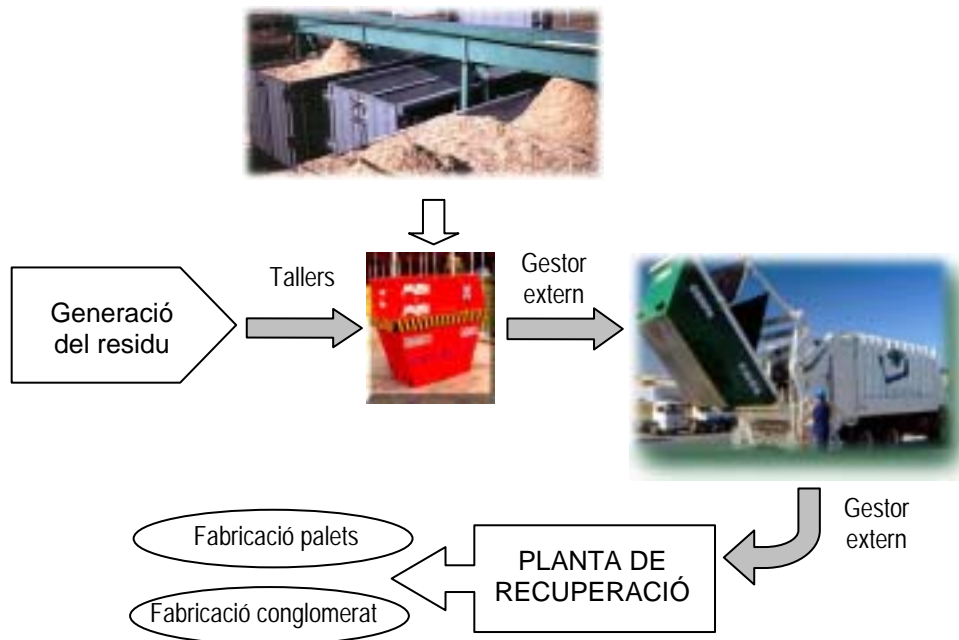 Tallers
Gestor
extern
Generació
del residu
Gestor
extern
Fabricació palets
PLANTA DE
RECUPERACIÓ
Fabricació conglomerat